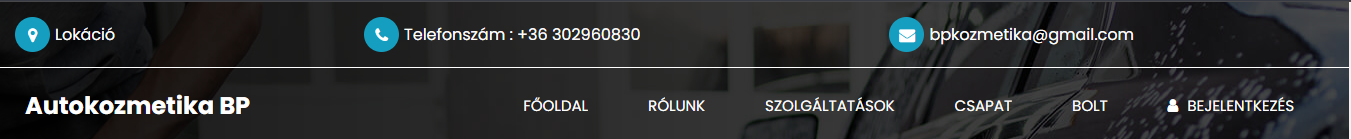 Lokáció Telefonszám : +36 302960830 bpkozmetika@gmail.com
Autokozmetika BP FŐOLDAL RÓLUNK SZOLGÁLTATÁSOK CSAPAT BOLT BEJELENTKEZÉS